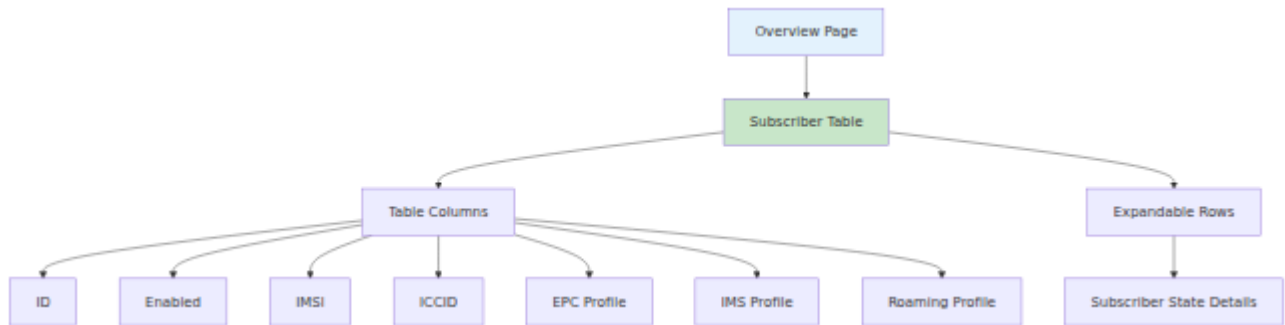 Overview Page
Subscriber Table
Table Columns
Expandable Rows
ID
Enabled
IMSI
ICCID
EPC Profile
IMS Profile
Roaming Profile
Subscriber State Details